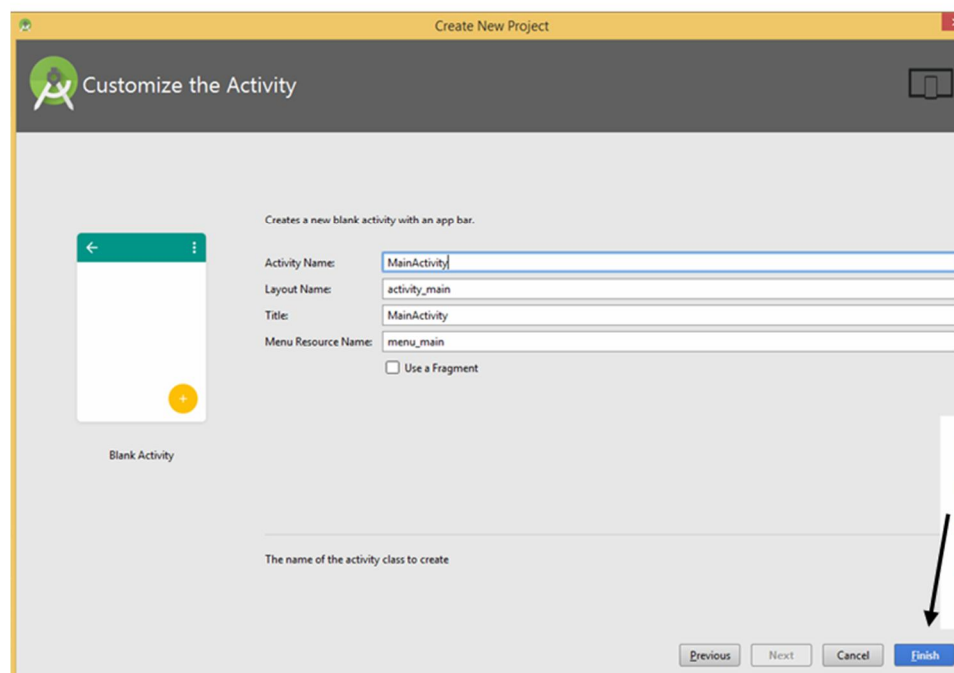 Create New Project
Customize the Activity
Creates a new blank activity with an app bar.
Activity Name: MainActivity
Layout Name: activity_main
Title: MainActivity
Menu Resource Name: menu_main
Use a Fragment
Blank Activity
The name of the activity class to create
Previous Next Cancel Finish